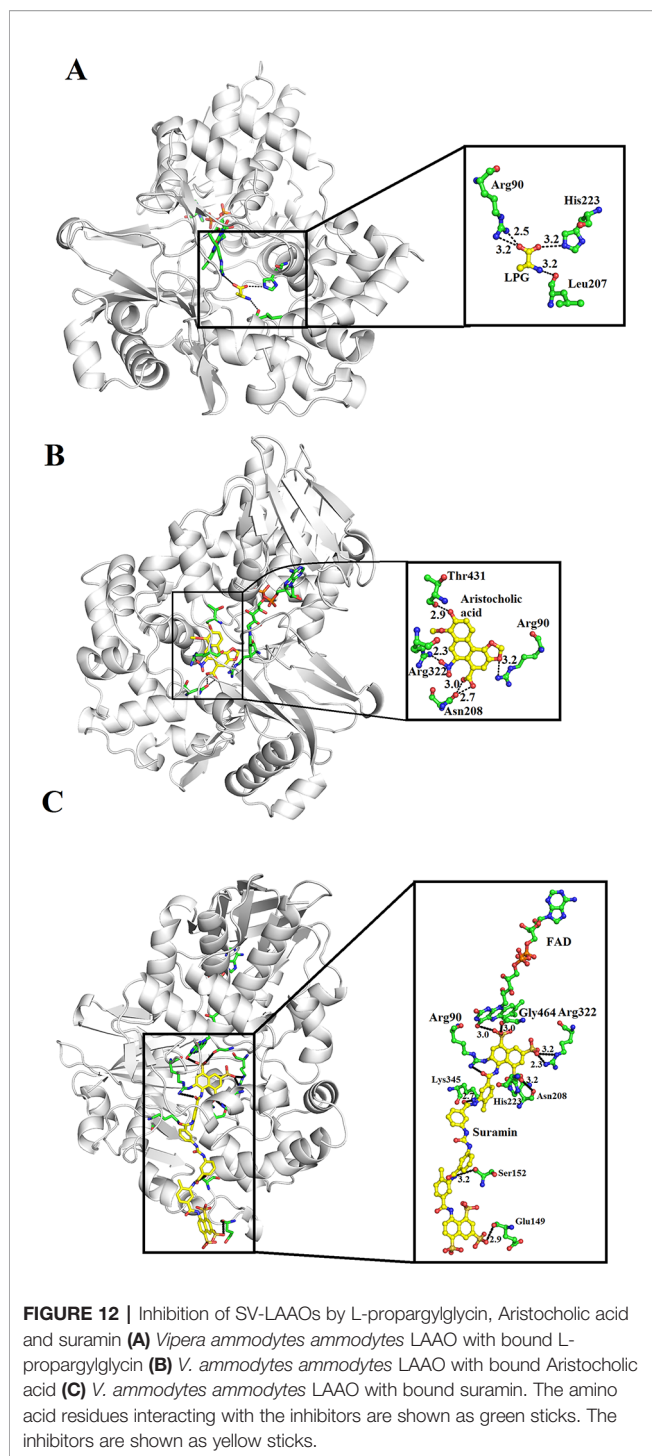 A
Arg90
His223
2.5
3.2
3.2
LPG
3.2
Leu207
B
Thr431
Aristocholic
acid
2.9
Arg90
2.3
3.2
Arg322
3.0
2.7
Asn208
C
FAD
Gly464
Arg90
Arg322
3.0
3.0
3.2
2.3
Lys345
3.2
2.7
His223
Asn208
Suramin
Ser152
3.2
Glu149
2.9
FIGURE 12 | Inhibition of SV-LAAOs by L-propargylglycin, Aristocholic acid
and suramin (A) Vipera ammodytes ammodytes LAAO with bound L-
propargylglycin (B) V. ammodytes ammodytes LAAO with bound Aristocholic
acid (C) V. ammodytes ammodytes LAAO with bound suramin. The amino
acid residues interacting with the inhibitors are shown as green sticks. The
inhibitors are shown as yellow sticks.